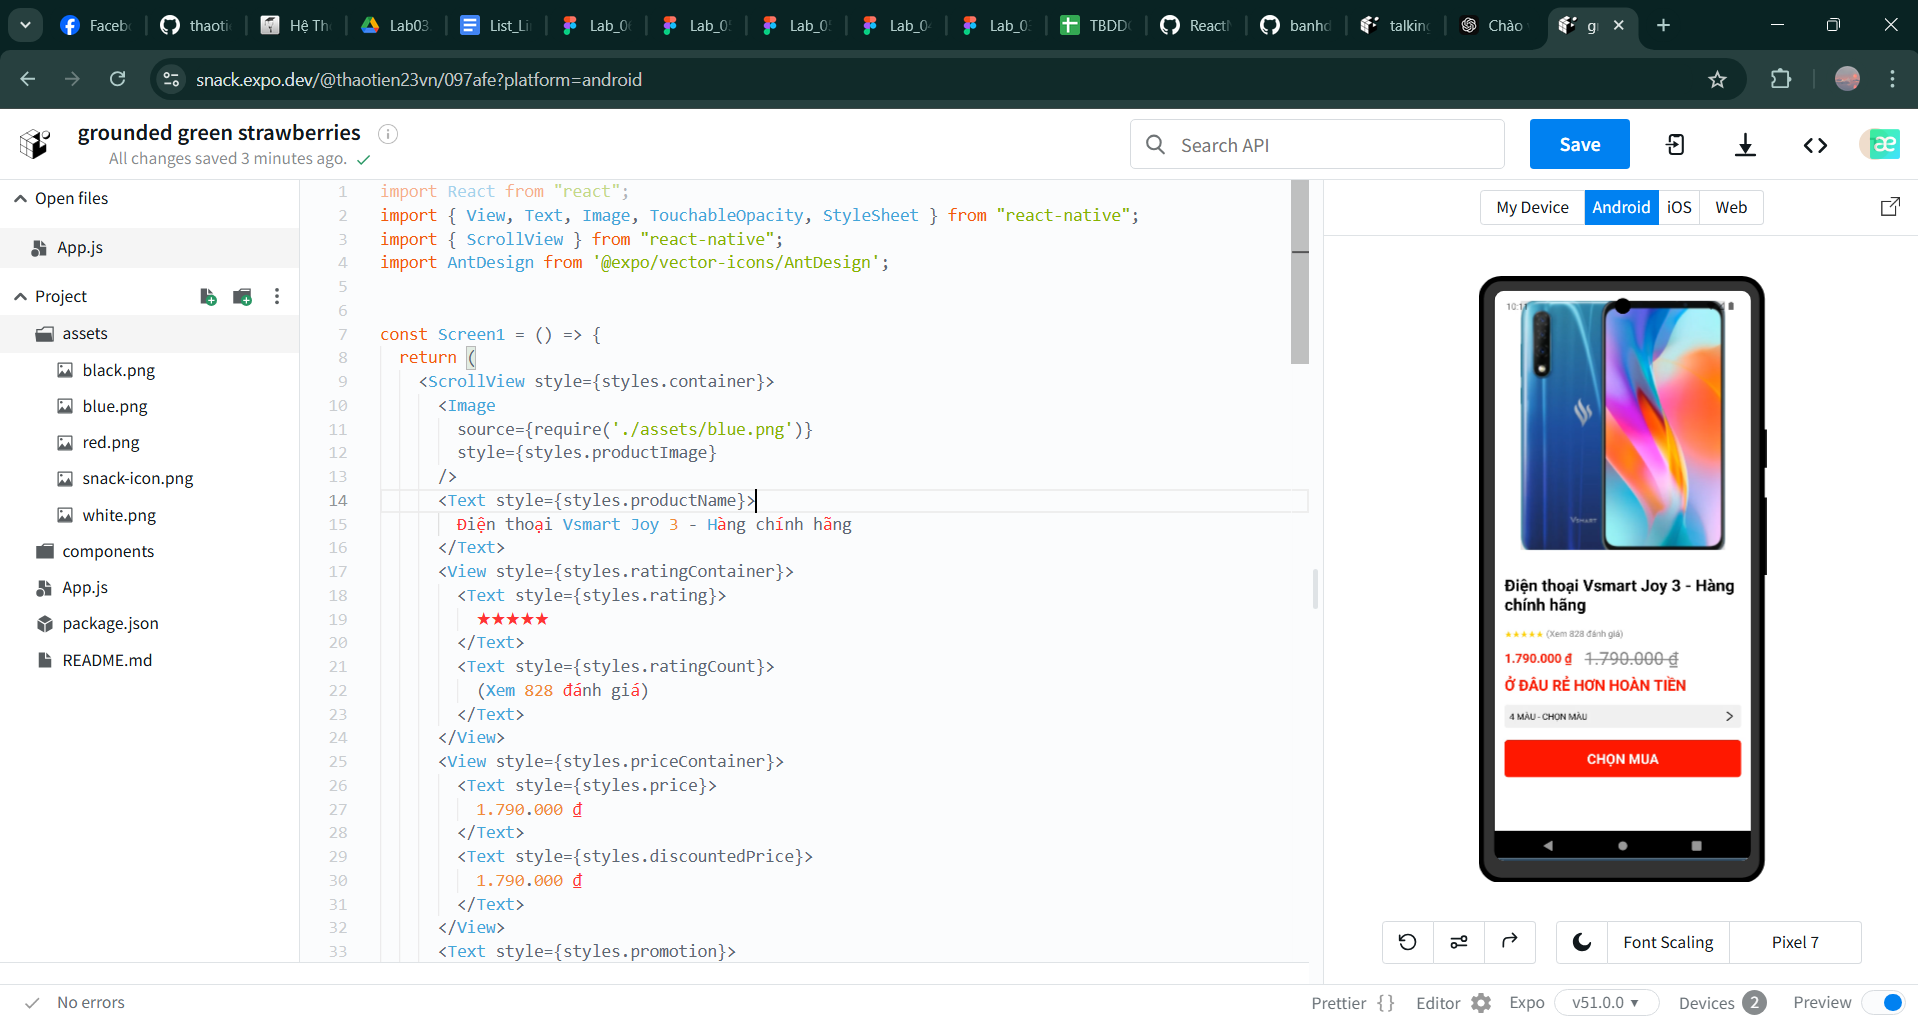 Faceb
thaoti
Hệ Th
Lab03.
List_Li
Lab_0
Lab_0
Lab_0
Lab_0
Lab_0
TBDD
React
banhd
talking
Chào
g
snack.expo.dev/@thaotien23vn/097afe?platform=android
grounded green strawberries
All changes saved 3 minutes ago.
Search API
Save
æ
Open files
App.js
Project
assets
black.png
blue.png
red.png
snack-icon.png
white.png
components
App.js
package.json
README.md
1 import React from "react";
2 import { View, Text, Image, TouchableOpacity, StyleSheet } from "react-native";
3 import { ScrollView } from "react-native";
4 import AntDesign from '@expo/vector-icons/AntDesign';
5
6
7 const Screen1 = () => {
8 return (
9 <ScrollView style={styles.container}>
10 <Image
11 source={require('./assets/blue.png')}
12 style={styles.productImage}
13 />
14 <Text style={styles.productName}>
15 Điện thoại Vsmart Joy 3 - Hàng chính hãng
16 </Text>
17 <View style={styles.ratingContainer}>
18 <Text style={styles.rating}>
19 ★★★★★
20 </Text>
21 <Text style={styles.ratingCount}>
22 (Xem 828 đánh giá)
23 </Text>
24 </View>
25 <View style={styles.priceContainer}>
26 <Text style={styles.price}>
27 1.790.000 ₫
28 </Text>
29 <Text style={styles.discountedPrice}>
30 1.790.000 ₫
31 </Text>
32 </View>
33 <Text style={styles.promotion}>
My Device
Android
iOS
Web
10:11
VSMART
Điện thoại Vsmart Joy 3 - Hàng
chính hãng
★★★★★ (Xem 828 đánh giá)
1.790.000 ₫ 1.790.000 ₫
Ở ĐÂU RẺ HƠN HOÀN TIỀN
4 MÀU - CHỌN MÀU
CHỌN MUA
Font Scaling
Pixel 7
No errors
Prettier { }
Editor
Expo
v51.0.0
Devices 2
Preview